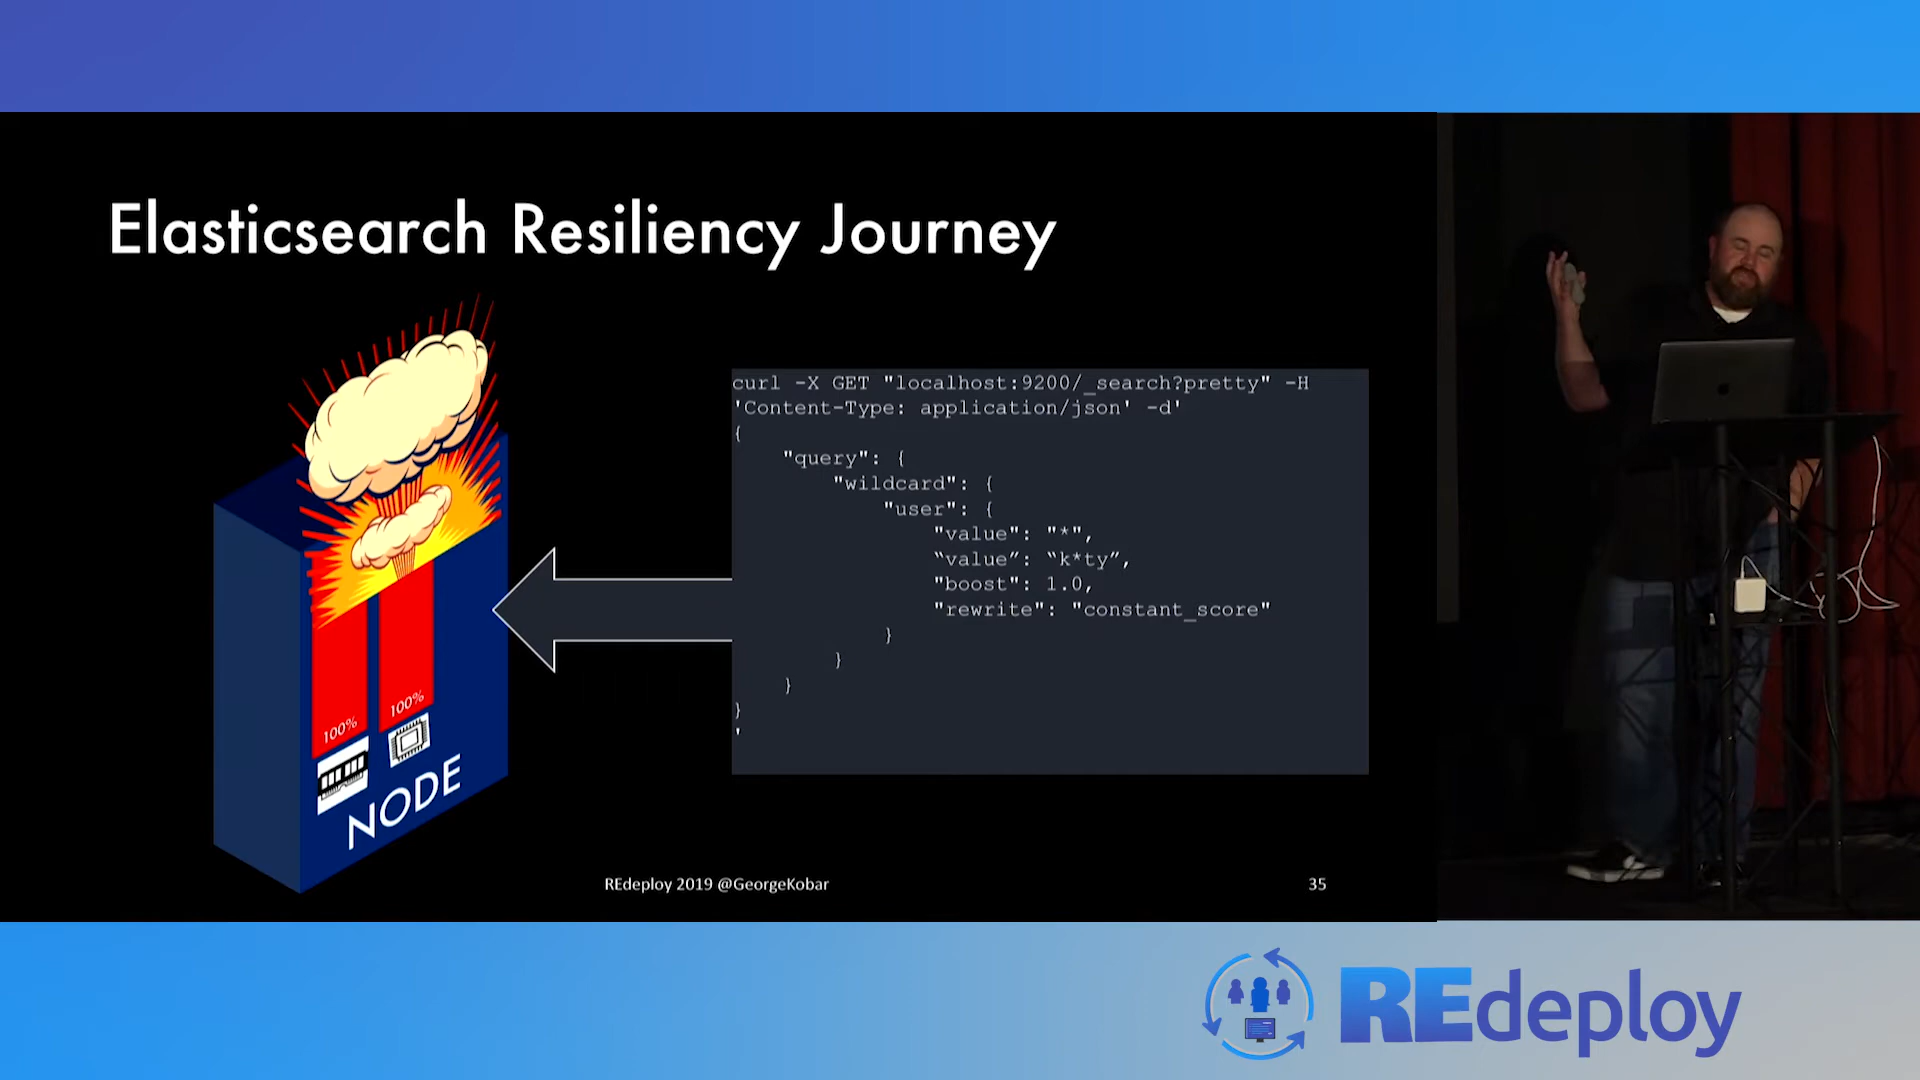 Elasticsearch Resiliency Journey
curl -X GET "localhost:9200/_search?pretty" -H
'Content-Type: application/json' -d'
{
    "query": {
        "wildcard": {
            "user": {
                "value": "*",
                “value”: “k*ty”,
                "boost": 1.0,
                "rewrite": "constant_score"
            }
        }
    }
}
'
100%
100%
NODE
REdeploy 2019 @GeorgeKobar
35
REdeploy